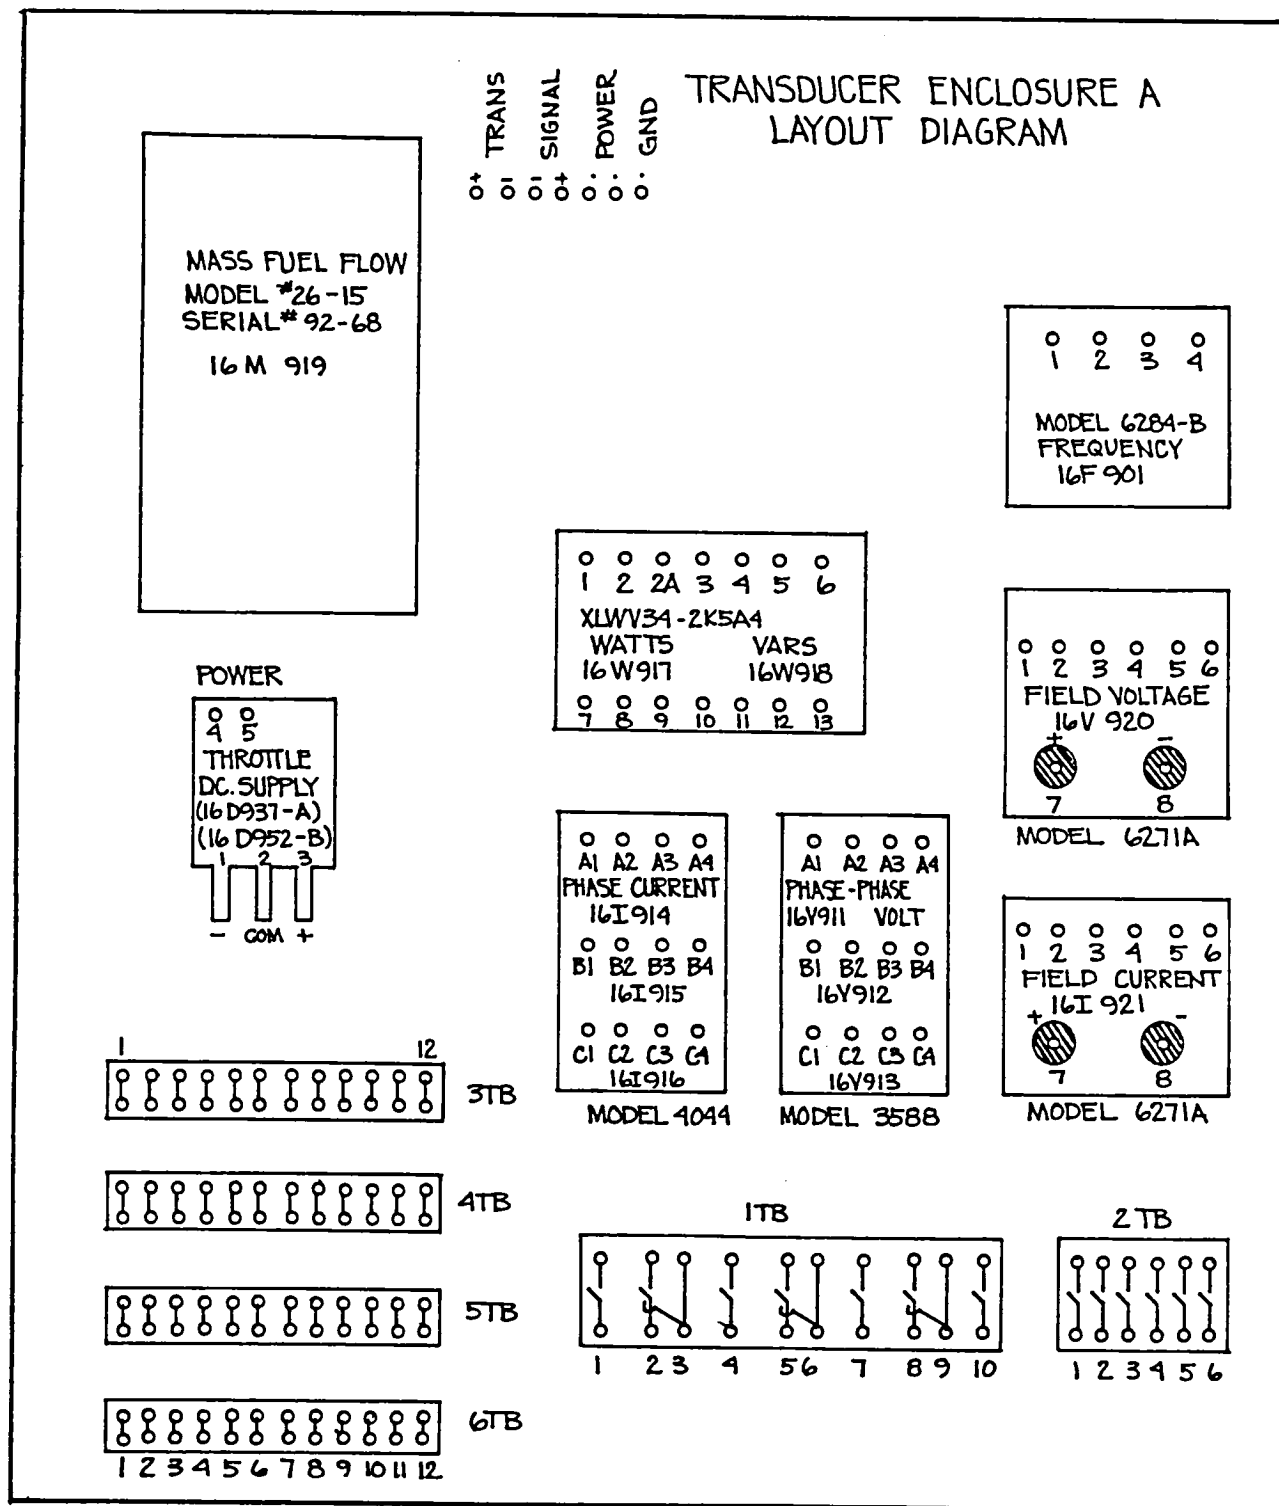 TRANSDUCER ENCLOSURE A
LAYOUT DIAGRAM
TRANS
SIGNAL
POWER
GND
+ - - + · · ·
MASS FUEL FLOW
MODEL #26-15
SERIAL# 92-68
16M 919
1 2 3 4
MODEL 6284-B
FREQUENCY
16F 901
1 2 2A 3 4 5 6
XLWV34-2K5A4
WATTS VARS
16W917 16W918
7 8 9 10 11 12 13
1 2 3 4 5 6
FIELD VOLTAGE
16V 920
+ -
7 8
MODEL 6271A
POWER
4 5
THROTTLE
DC. SUPPLY
(16D937-A)
(16D952-B)
1 2 3
- COM +
A1 A2 A3 A4
PHASE CURRENT
16I914
B1 B2 B3 B4
16I915
C1 C2 C3 C4
16I916
MODEL 4044
A1 A2 A3 A4
PHASE-PHASE
16V911 VOLT
B1 B2 B3 B4
16V912
C1 C2 C3 C4
16V913
MODEL 3588
1 2 3 4 5 6
FIELD CURRENT
16I 921
+ -
7 8
MODEL 6271A
1 12
3TB
4TB
5TB
6TB
1 2 3 4 5 6 7 8 9 10 11 12
1TB
1 2 3 4 5 6 7 8 9 10
2TB
1 2 3 4 5 6